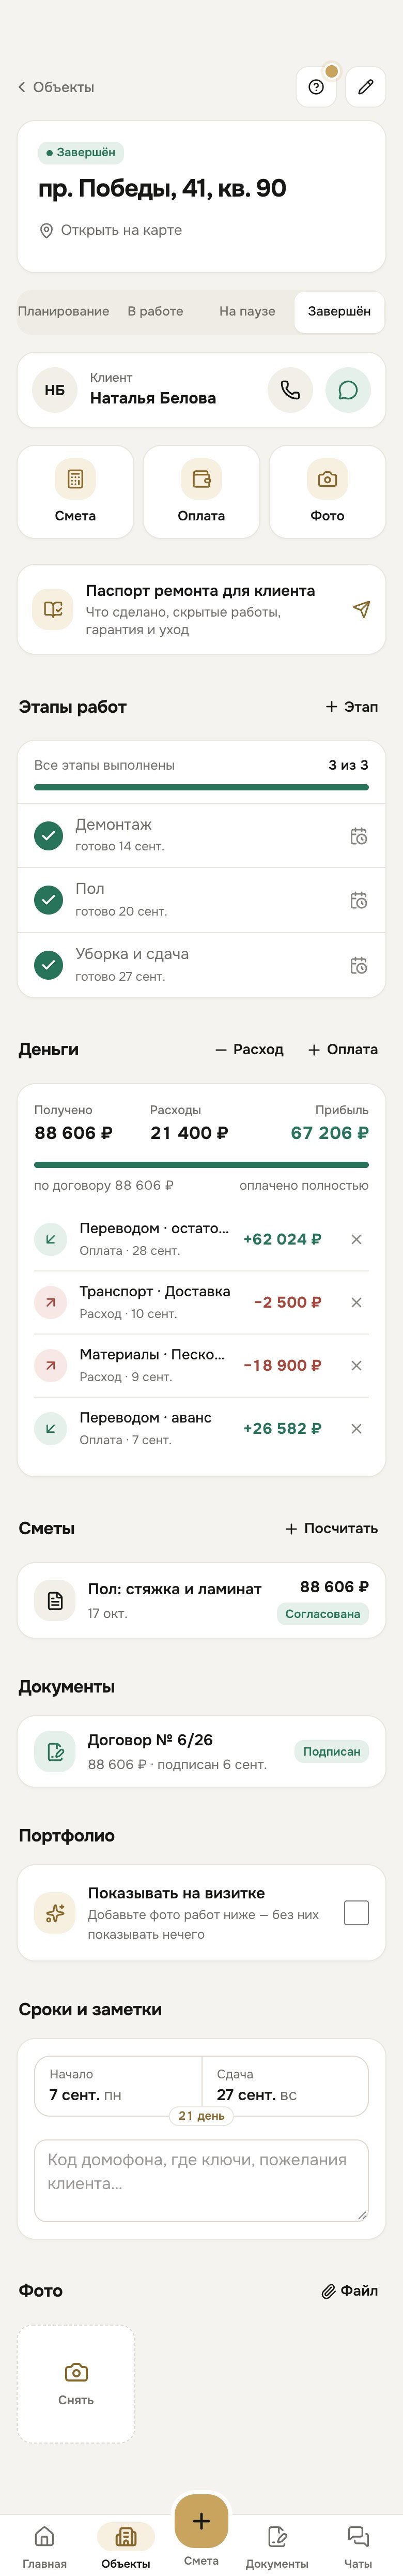 Объекты
Завершён
пр. Победы, 41, кв. 90
Открыть на карте
Планирование В работе На паузе Завершён
НБ
Клиент
Наталья Белова
Смета Оплата Фото
Паспорт ремонта для клиента
Что сделано, скрытые работы,
гарантия и уход
Этапы работ + Этап
Все этапы выполнены 3 из 3
Демонтаж
готово 14 сент.
Пол
готово 20 сент.
Уборка и сдача
готово 27 сент.
Деньги — Расход + Оплата
Получено Расходы Прибыль
88 606 ₽ 21 400 ₽ 67 206 ₽
по договору 88 606 ₽ оплачено полностью
Переводом · остато... +62 024 ₽
Оплата · 28 сент.
Транспорт · Доставка −2 500 ₽
Расход · 10 сент.
Материалы · Песко... −18 900 ₽
Расход · 9 сент.
Переводом · аванс +26 582 ₽
Оплата · 7 сент.
Сметы + Посчитать
Пол: стяжка и ламинат 88 606 ₽
17 окт. Согласована
Документы
Договор № 6/26
88 606 ₽ · подписан 6 сент. Подписан
Портфолио
Показывать на визитке
Добавьте фото работ ниже — без них
показывать нечего
Сроки и заметки
Начало Сдача
7 сент. пн 27 сент. вс
21 день
Код домофона, где ключи, пожелания
клиента...
Фото Файл
Снять
Главная Объекты Смета Документы Чаты